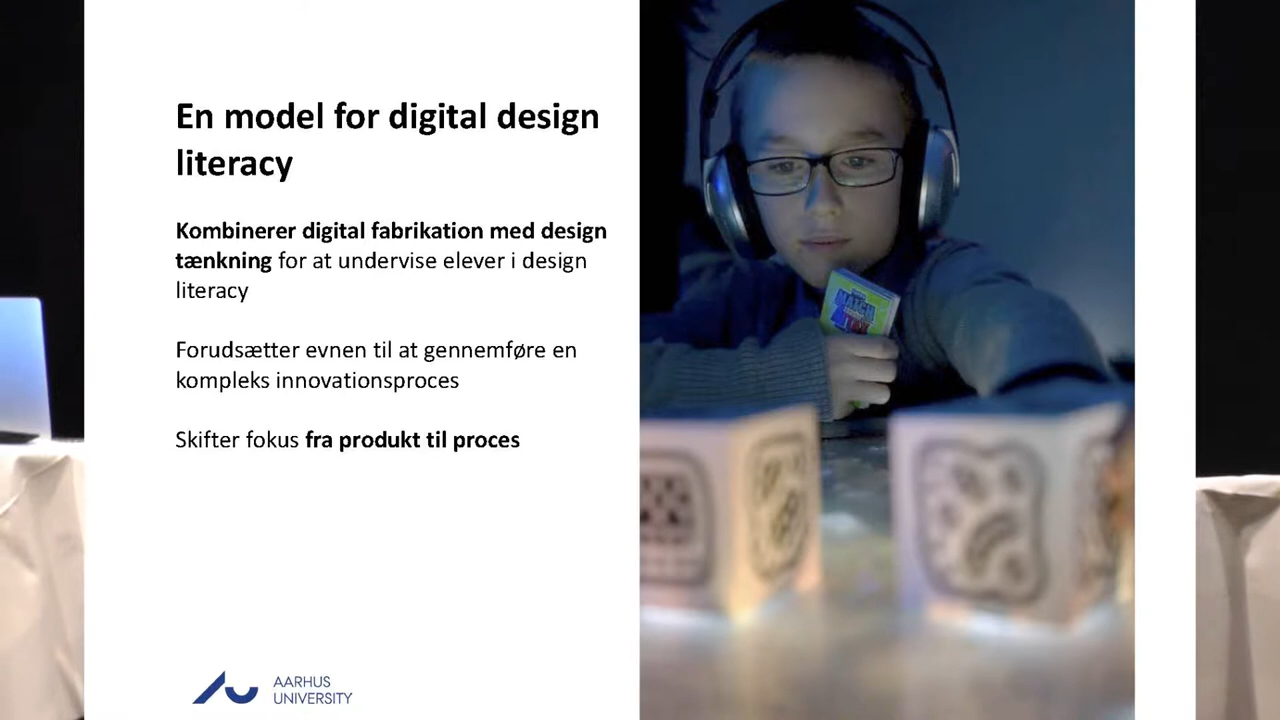 En model for digital design
literacy
Kombinerer digital fabrikation med design
tænkning for at undervise elever i design
literacy
Forudsætter evnen til at gennemføre en
kompleks innovationsproces
Skifter fokus fra produkt til proces
MATCH
AARHUS
UNIVERSITY